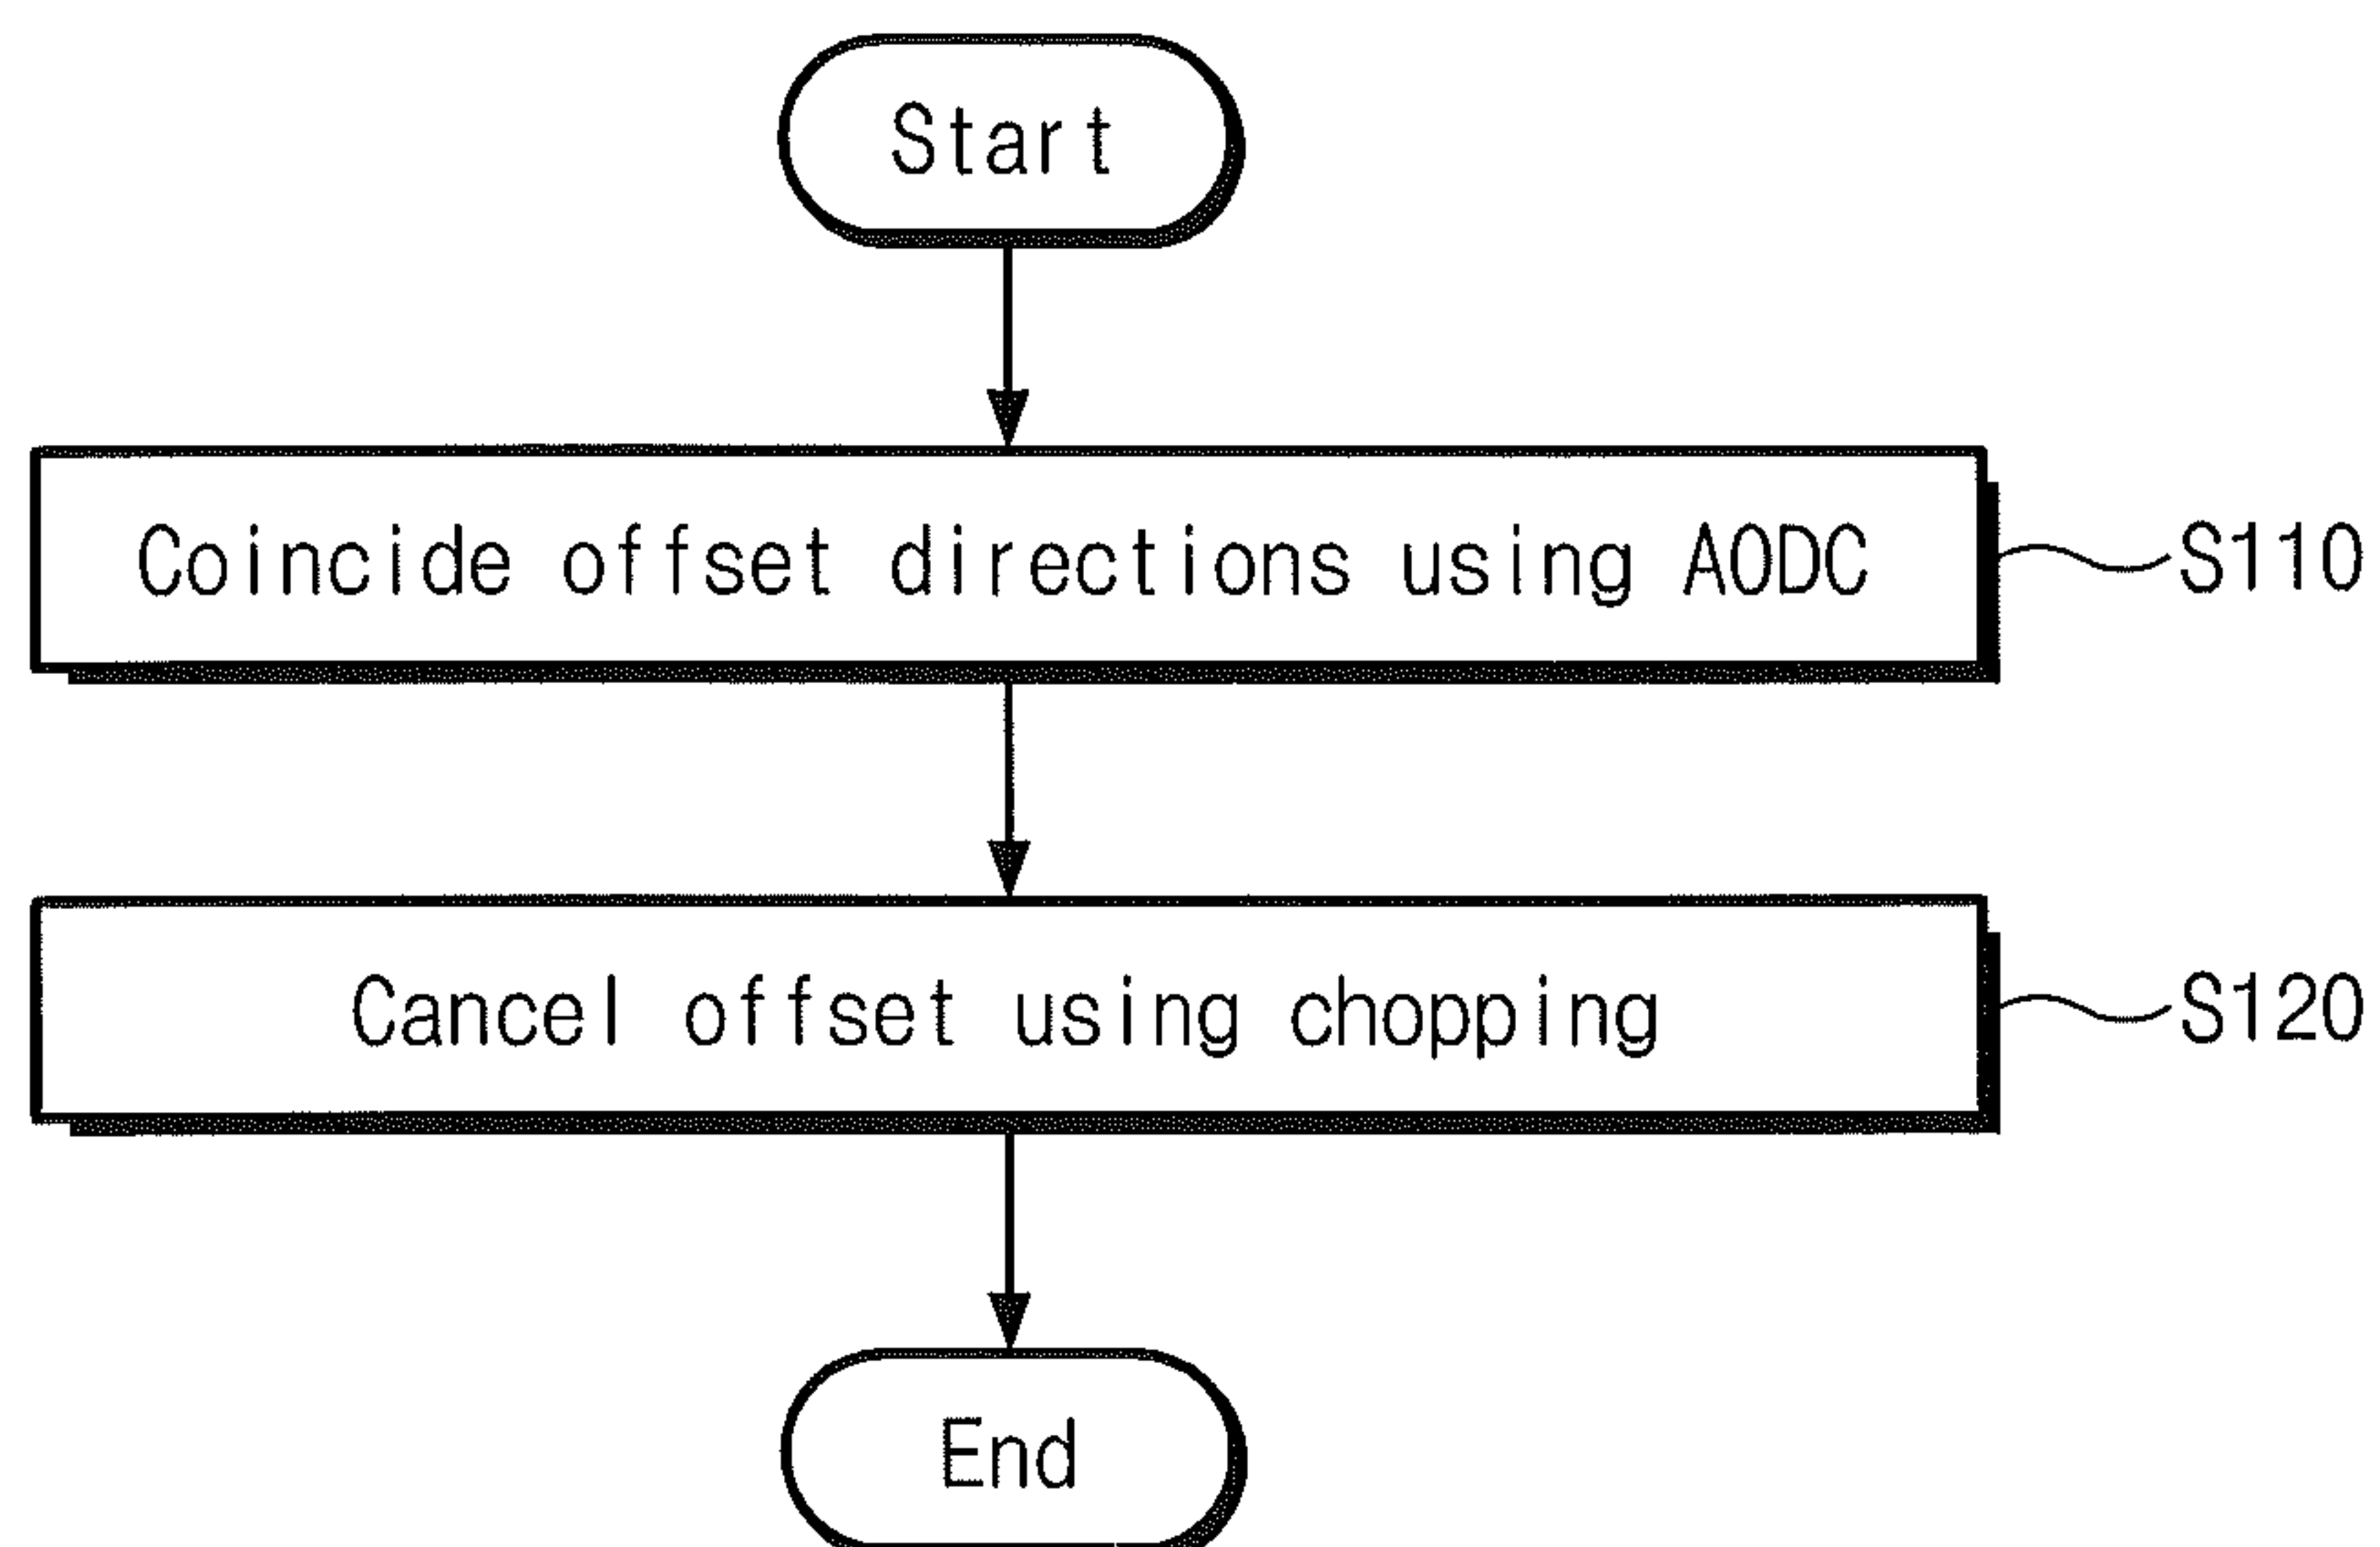 Start
Coincide offset directions using AODC
S110
Cancel offset using chopping
S120
End